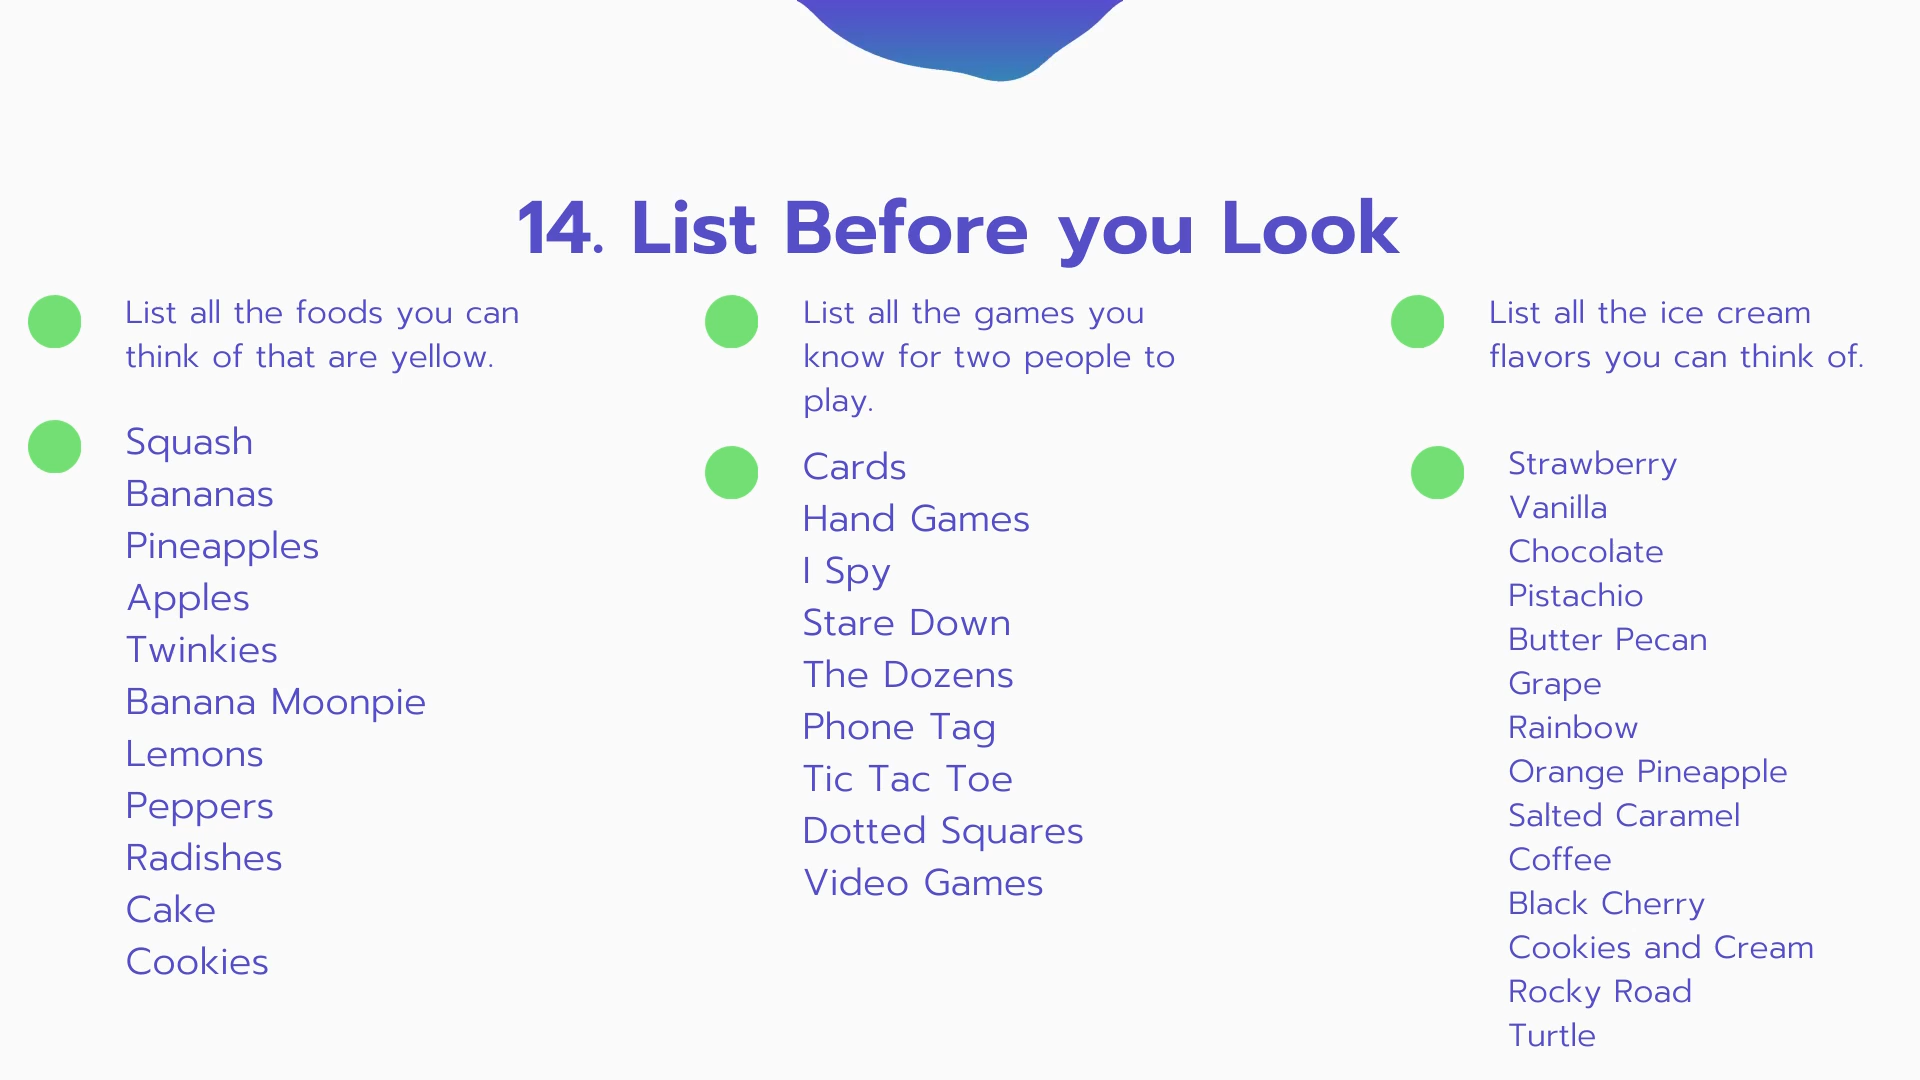 14. List Before you Look
List all the foods you can
think of that are yellow.
Squash
Bananas
Pineapples
Apples
Twinkies
Banana Moonpie
Lemons
Peppers
Radishes
Cake
Cookies
List all the games you
know for two people to
play.
Cards
Hand Games
I Spy
Stare Down
The Dozens
Phone Tag
Tic Tac Toe
Dotted Squares
Video Games
List all the ice cream
flavors you can think of.
Strawberry
Vanilla
Chocolate
Pistachio
Butter Pecan
Grape
Rainbow
Orange Pineapple
Salted Caramel
Coffee
Black Cherry
Cookies and Cream
Rocky Road
Turtle